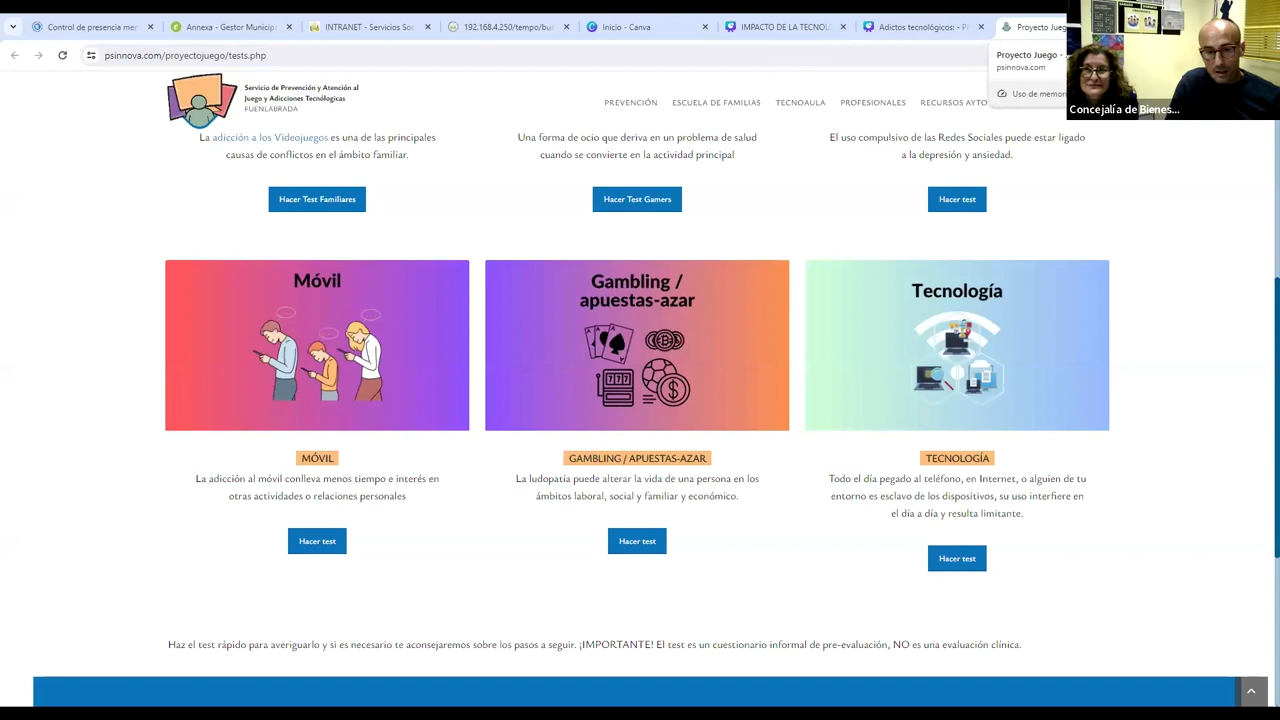 Control de presencia mer
Annexa - Gestor Municip
INTRANET -
.168.4.250/tempo/back
Inicio - Canva
IMPACTO DE LA TECNOL
Adictos tecnológicos: - P
Proyecto Jueg
psinnova.com/proyectojuego/tests.php
Proyecto Juego -
psinnova.com
Uso de memor
Concejalía de Bienes...
Servicio de Prevención y Atención al
Juego y Adicciones Tecnólogicas
FUENLABRADA
PREVENCIÓN
ESCUELA DE FAMILIAS
TECNOAULA
PROFESIONALES
RECURSOS AYTO
La adicción a los Videojuegos es una de las principales
causas de conflictos en el ámbito familiar.
Hacer Test Familiares
Una forma de ocio que deriva en un problema de salud
cuando se convierte en la actividad principal
Hacer Test Gamers
El uso compulsivo de las Redes Sociales puede estar ligado
a la depresión y ansiedad.
Hacer test
Móvil
MÓVIL
La adicción al móvil conlleva menos tiempo e interés en
otras actividades o relaciones personales
Hacer test
Gambling /
apuestas-azar
777
GAMBLING / APUESTAS-AZAR
La ludopatía puede alterar la vida de una persona en los
ámbitos laboral, social y familiar y económico.
Hacer test
Tecnología
TECNOLOGÍA
Todo el día pegado al teléfono, en Internet, o alguien de tu
entorno es esclavo de los dispositivos, su uso interfiere en
el dia a día y resulta limitante.
Hacer test
Haz el test rápido para averiguarlo y si es necesario te aconsejaremos sobre los pasos a seguir. ¡IMPORTANTE! El test es un cuestionario informal de pre-evaluación, NO es una evaluación clínica.